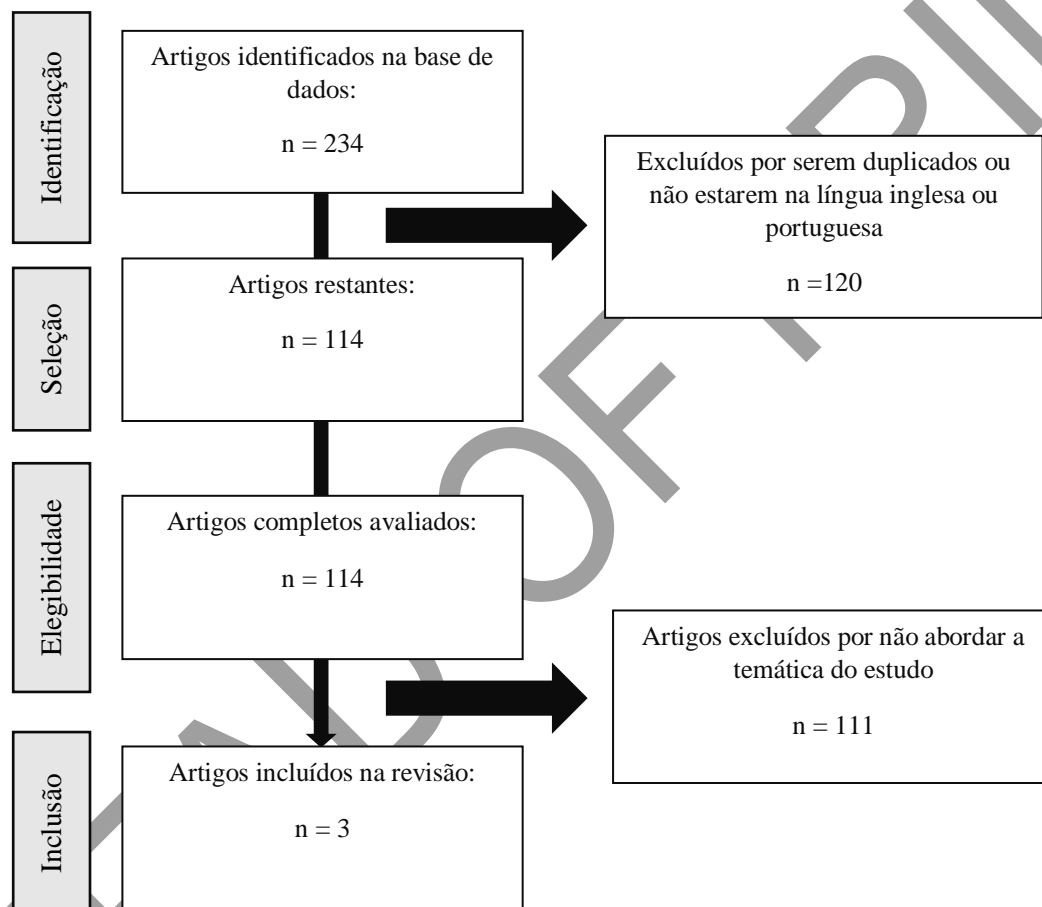 Identificação
Artigos identificados na base de
dados:
n = 234
Excluídos por serem duplicados ou
não estarem na língua inglesa ou
portuguesa
n =120
Seleção
Artigos restantes:
n = 114
Elegibilidade
Artigos completos avaliados:
n = 114
Artigos excluídos por não abordar a
temática do estudo
n = 111
Inclusão
Artigos incluídos na revisão:
n = 3
OF